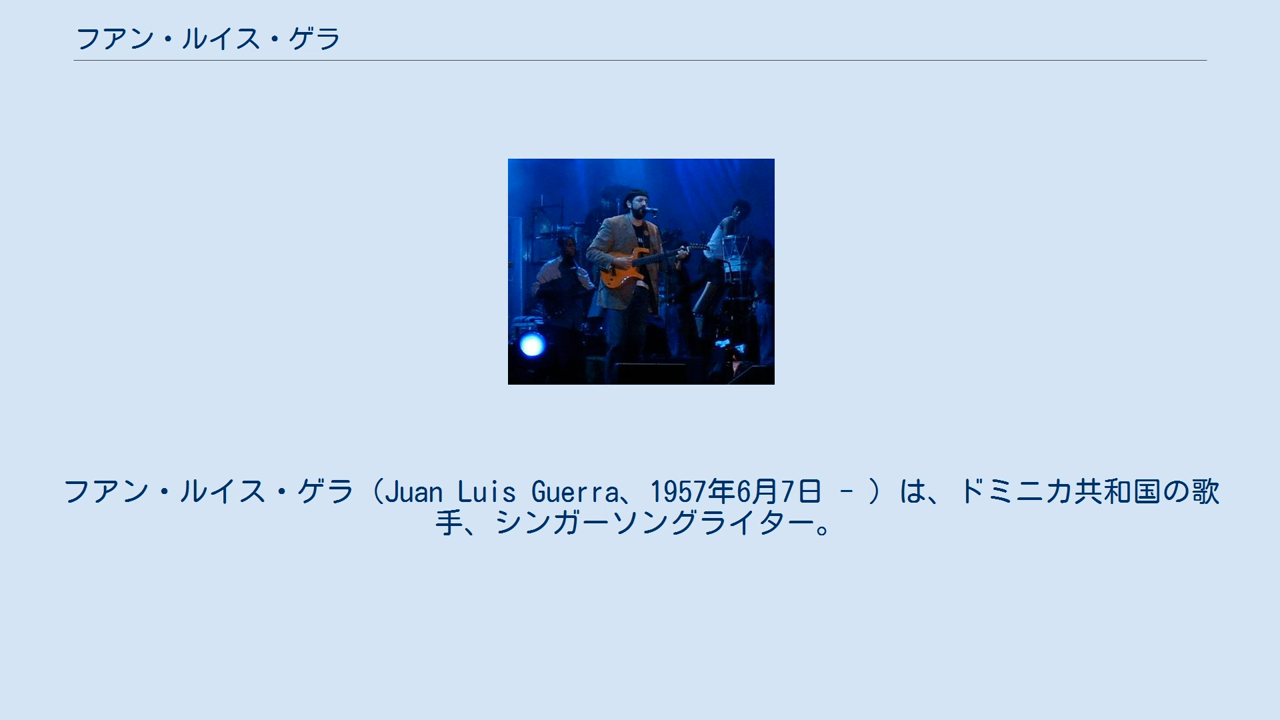 フアン・ルイス・ゲラ
フアン・ルイス・ゲラ（Juan Luis Guerra、1957年6月7日 - ）は、ドミニカ共和国の歌
手、シンガーソングライター。